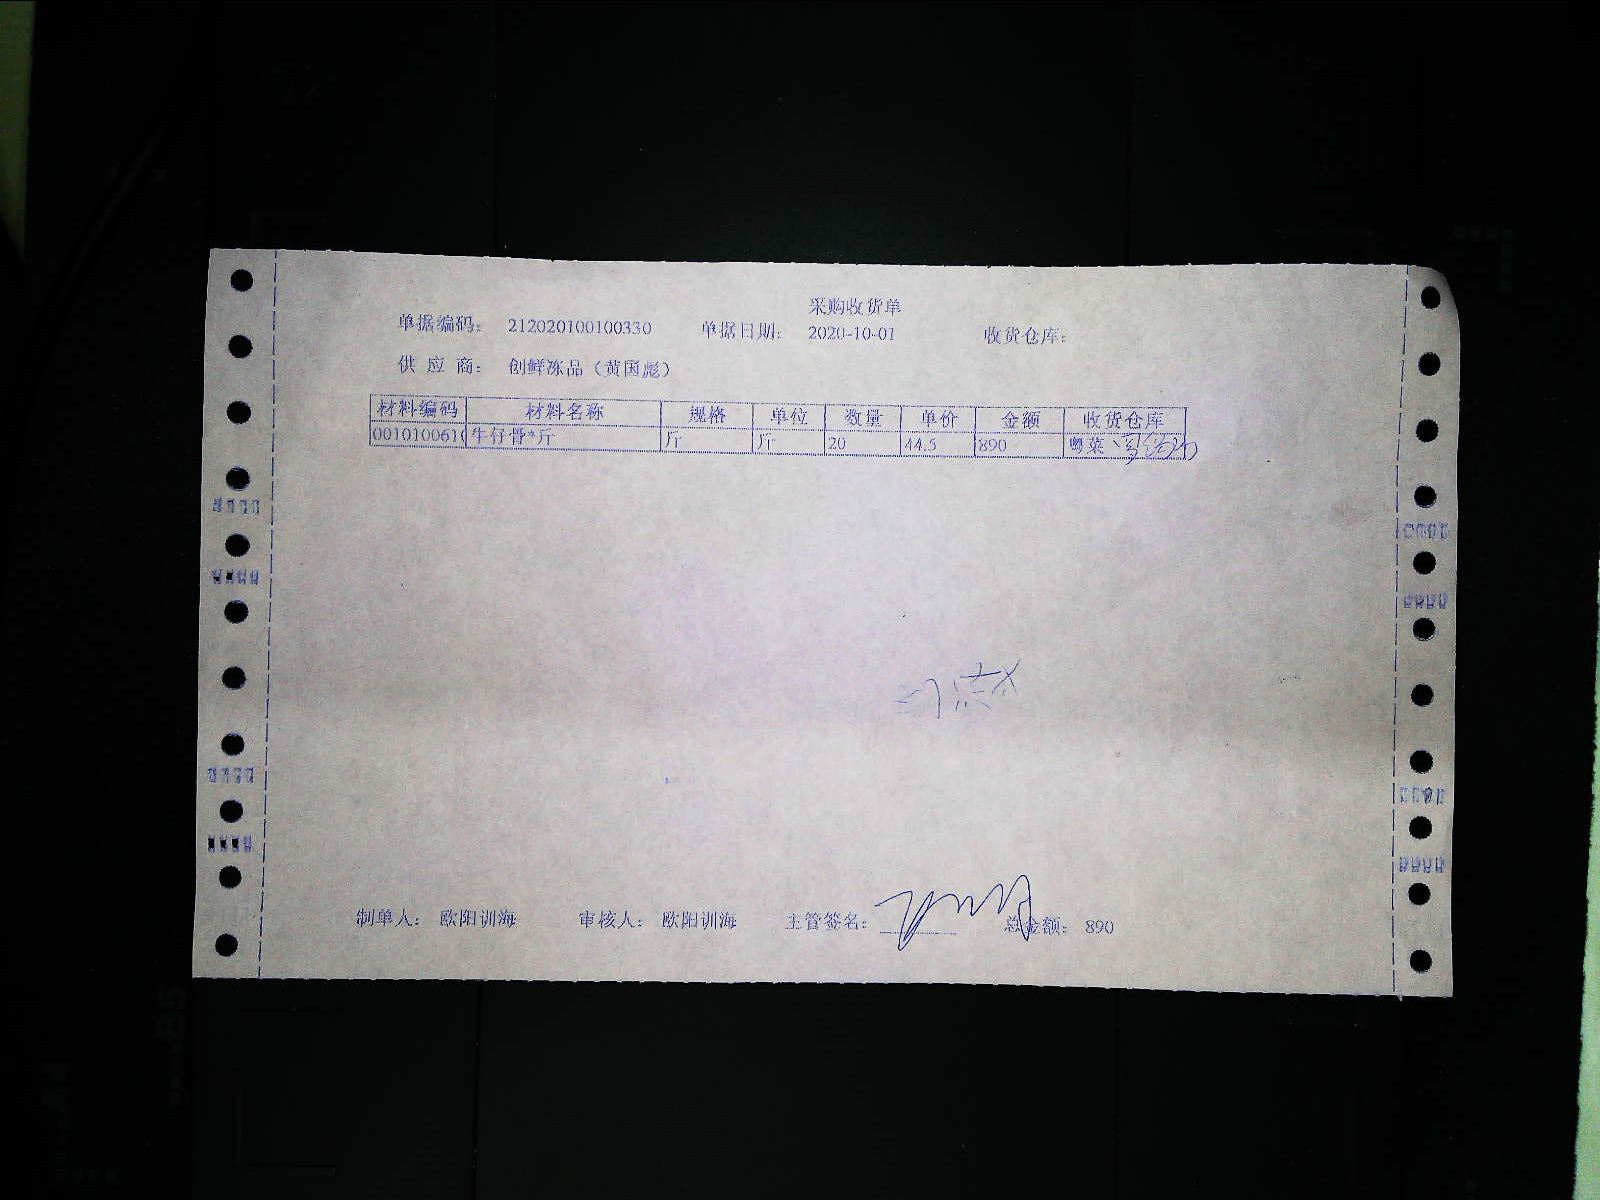 采购收货单
单据编码: 212020100100330 单据日期: 2020-10-01 收货仓库:
供 应 商: 创鲜冻品(黄国彪)
材料编码 材料名称 规格 单位 数量 单价 金额 收货仓库
001010061 牛仔骨*斤 斤 斤 20 44.5 890 粤菜
制单人: 欧阳训海 审核人: 欧阳训海 主管签名: 总金额: 890